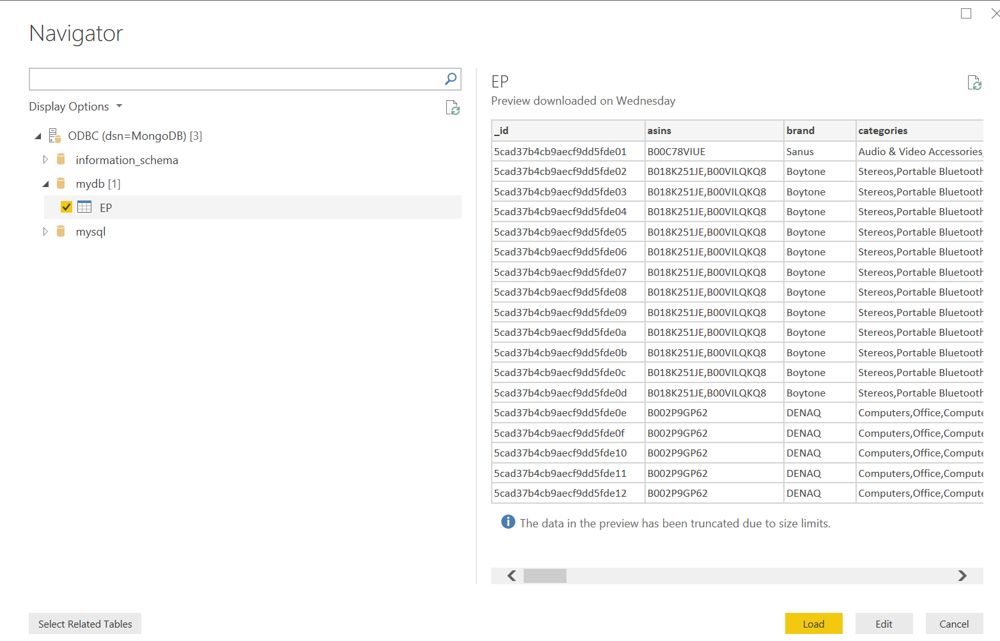 Navigator
Display Options
ODBC (dsn=MongoDB) [3]
information_schema
mydb [1]
EP
mysql
EP
Preview downloaded on Wednesday
_id asins brand categories
5cad37b4cb9aecf9dd5fde01 B00C78VIUE Sanus Audio & Video Accessories,
5cad37b4cb9aecf9dd5fde02 B018K251JE,B00VILQKQ8 Boytone Stereos,Portable Bluetooth
5cad37b4cb9aecf9dd5fde03 B018K251JE,B00VILQKQ8 Boytone Stereos,Portable Bluetooth
5cad37b4cb9aecf9dd5fde04 B018K251JE,B00VILQKQ8 Boytone Stereos,Portable Bluetooth
5cad37b4cb9aecf9dd5fde05 B018K251JE,B00VILQKQ8 Boytone Stereos,Portable Bluetooth
5cad37b4cb9aecf9dd5fde06 B018K251JE,B00VILQKQ8 Boytone Stereos,Portable Bluetooth
5cad37b4cb9aecf9dd5fde07 B018K251JE,B00VILQKQ8 Boytone Stereos,Portable Bluetooth
5cad37b4cb9aecf9dd5fde08 B018K251JE,B00VILQKQ8 Boytone Stereos,Portable Bluetooth
5cad37b4cb9aecf9dd5fde09 B018K251JE,B00VILQKQ8 Boytone Stereos,Portable Bluetooth
5cad37b4cb9aecf9dd5fde0a B018K251JE,B00VILQKQ8 Boytone Stereos,Portable Bluetooth
5cad37b4cb9aecf9dd5fde0b B018K251JE,B00VILQKQ8 Boytone Stereos,Portable Bluetooth
5cad37b4cb9aecf9dd5fde0c B018K251JE,B00VILQKQ8 Boytone Stereos,Portable Bluetooth
5cad37b4cb9aecf9dd5fde0d B018K251JE,B00VILQKQ8 Boytone Stereos,Portable Bluetooth
5cad37b4cb9aecf9dd5fde0e B002P9GP62 DENAQ Computers,Office,Compute
5cad37b4cb9aecf9dd5fde0f B002P9GP62 DENAQ Computers,Office,Compute
5cad37b4cb9aecf9dd5fde10 B002P9GP62 DENAQ Computers,Office,Compute
5cad37b4cb9aecf9dd5fde11 B002P9GP62 DENAQ Computers,Office,Compute
5cad37b4cb9aecf9dd5fde12 B002P9GP62 DENAQ Computers,Office,Compute
The data in the preview has been truncated due to size limits.
Select Related Tables
Load
Edit
Cancel